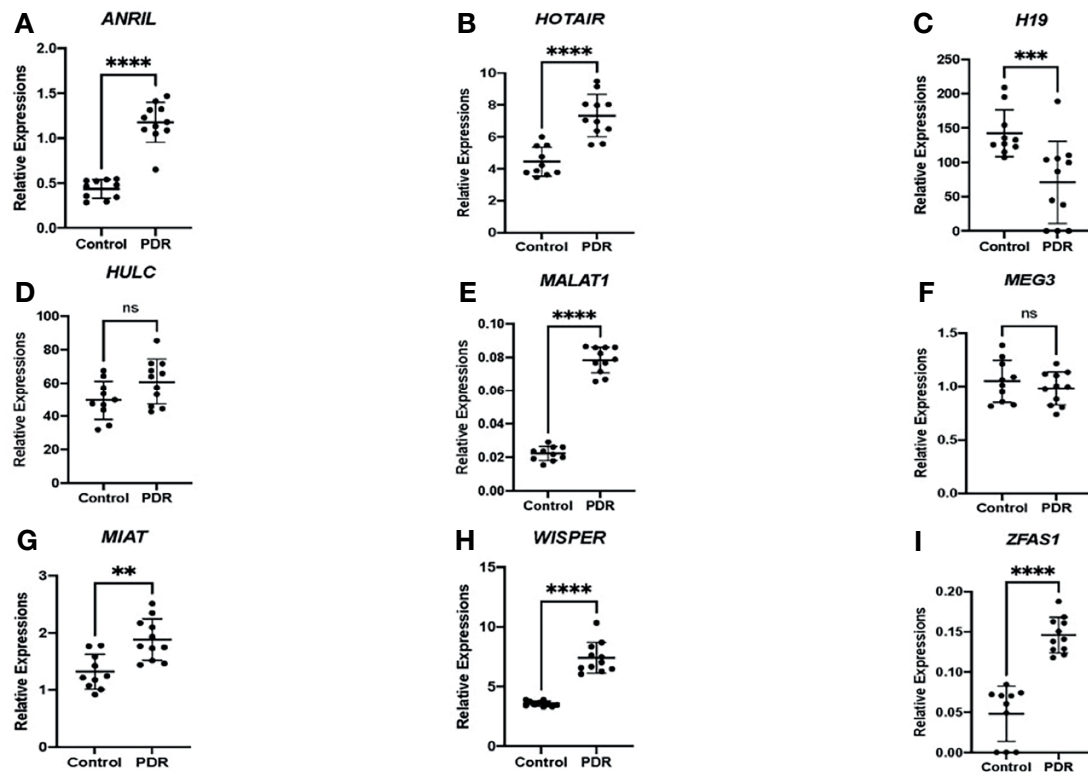 A
ANRIL
Relative Expressions
2.0
1.5
1.0
0.5
0.0
****
Control PDR
B
HOTAIR
Relative Expressions
10
8
6
4
2
0
****
Control PDR
C
H19
Relative Expressions
250
200
150
100
50
0
***
Control PDR
D
HULC
Relative Expressions
100
80
60
40
20
0
ns
Control PDR
E
MALAT1
Relative Expressions
0.10
0.08
0.06
0.04
0.02
0.00
****
Control PDR
F
MEG3
Relative Expressions
1.5
1.0
0.5
0.0
ns
Control PDR
G
MIAT
Relative Expressions
3
2
1
0
**
Control PDR
H
WISPER
Relative Expressions
15
10
5
0
****
Control PDR
I
ZFAS1
Relative Expressions
0.20
0.15
0.10
0.05
0.00
****
Control PDR